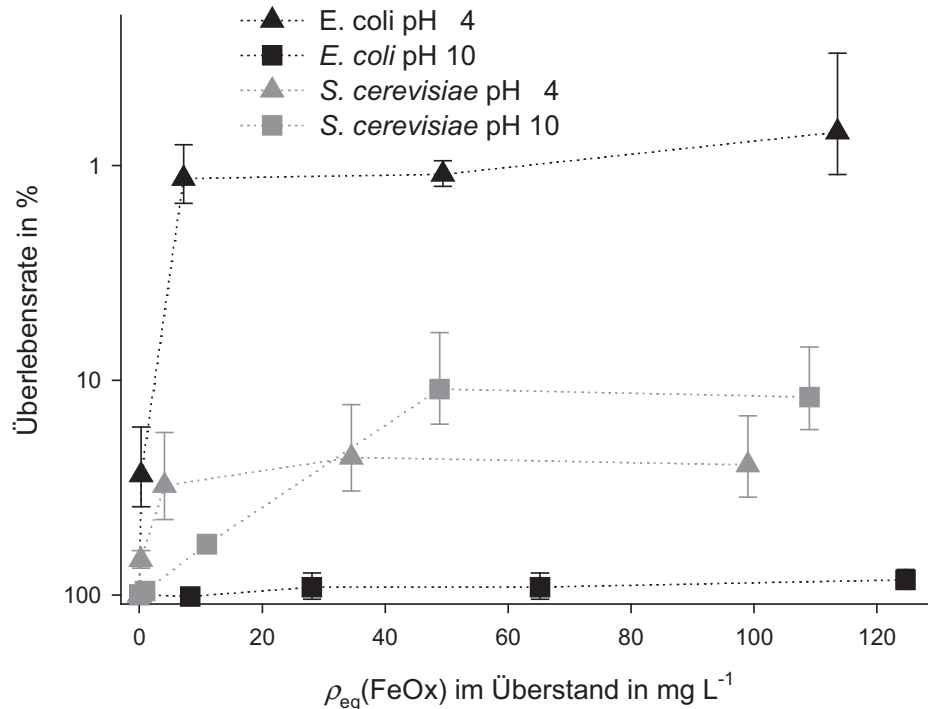 E. coli pH 4
E. coli pH 10
S. cerevisiae pH 4
S. cerevisiae pH 10
Überlebensrate in %
1
10
100
0 20 40 60 80 100 120
ρeq(FeOx) im Überstand in mg L-1